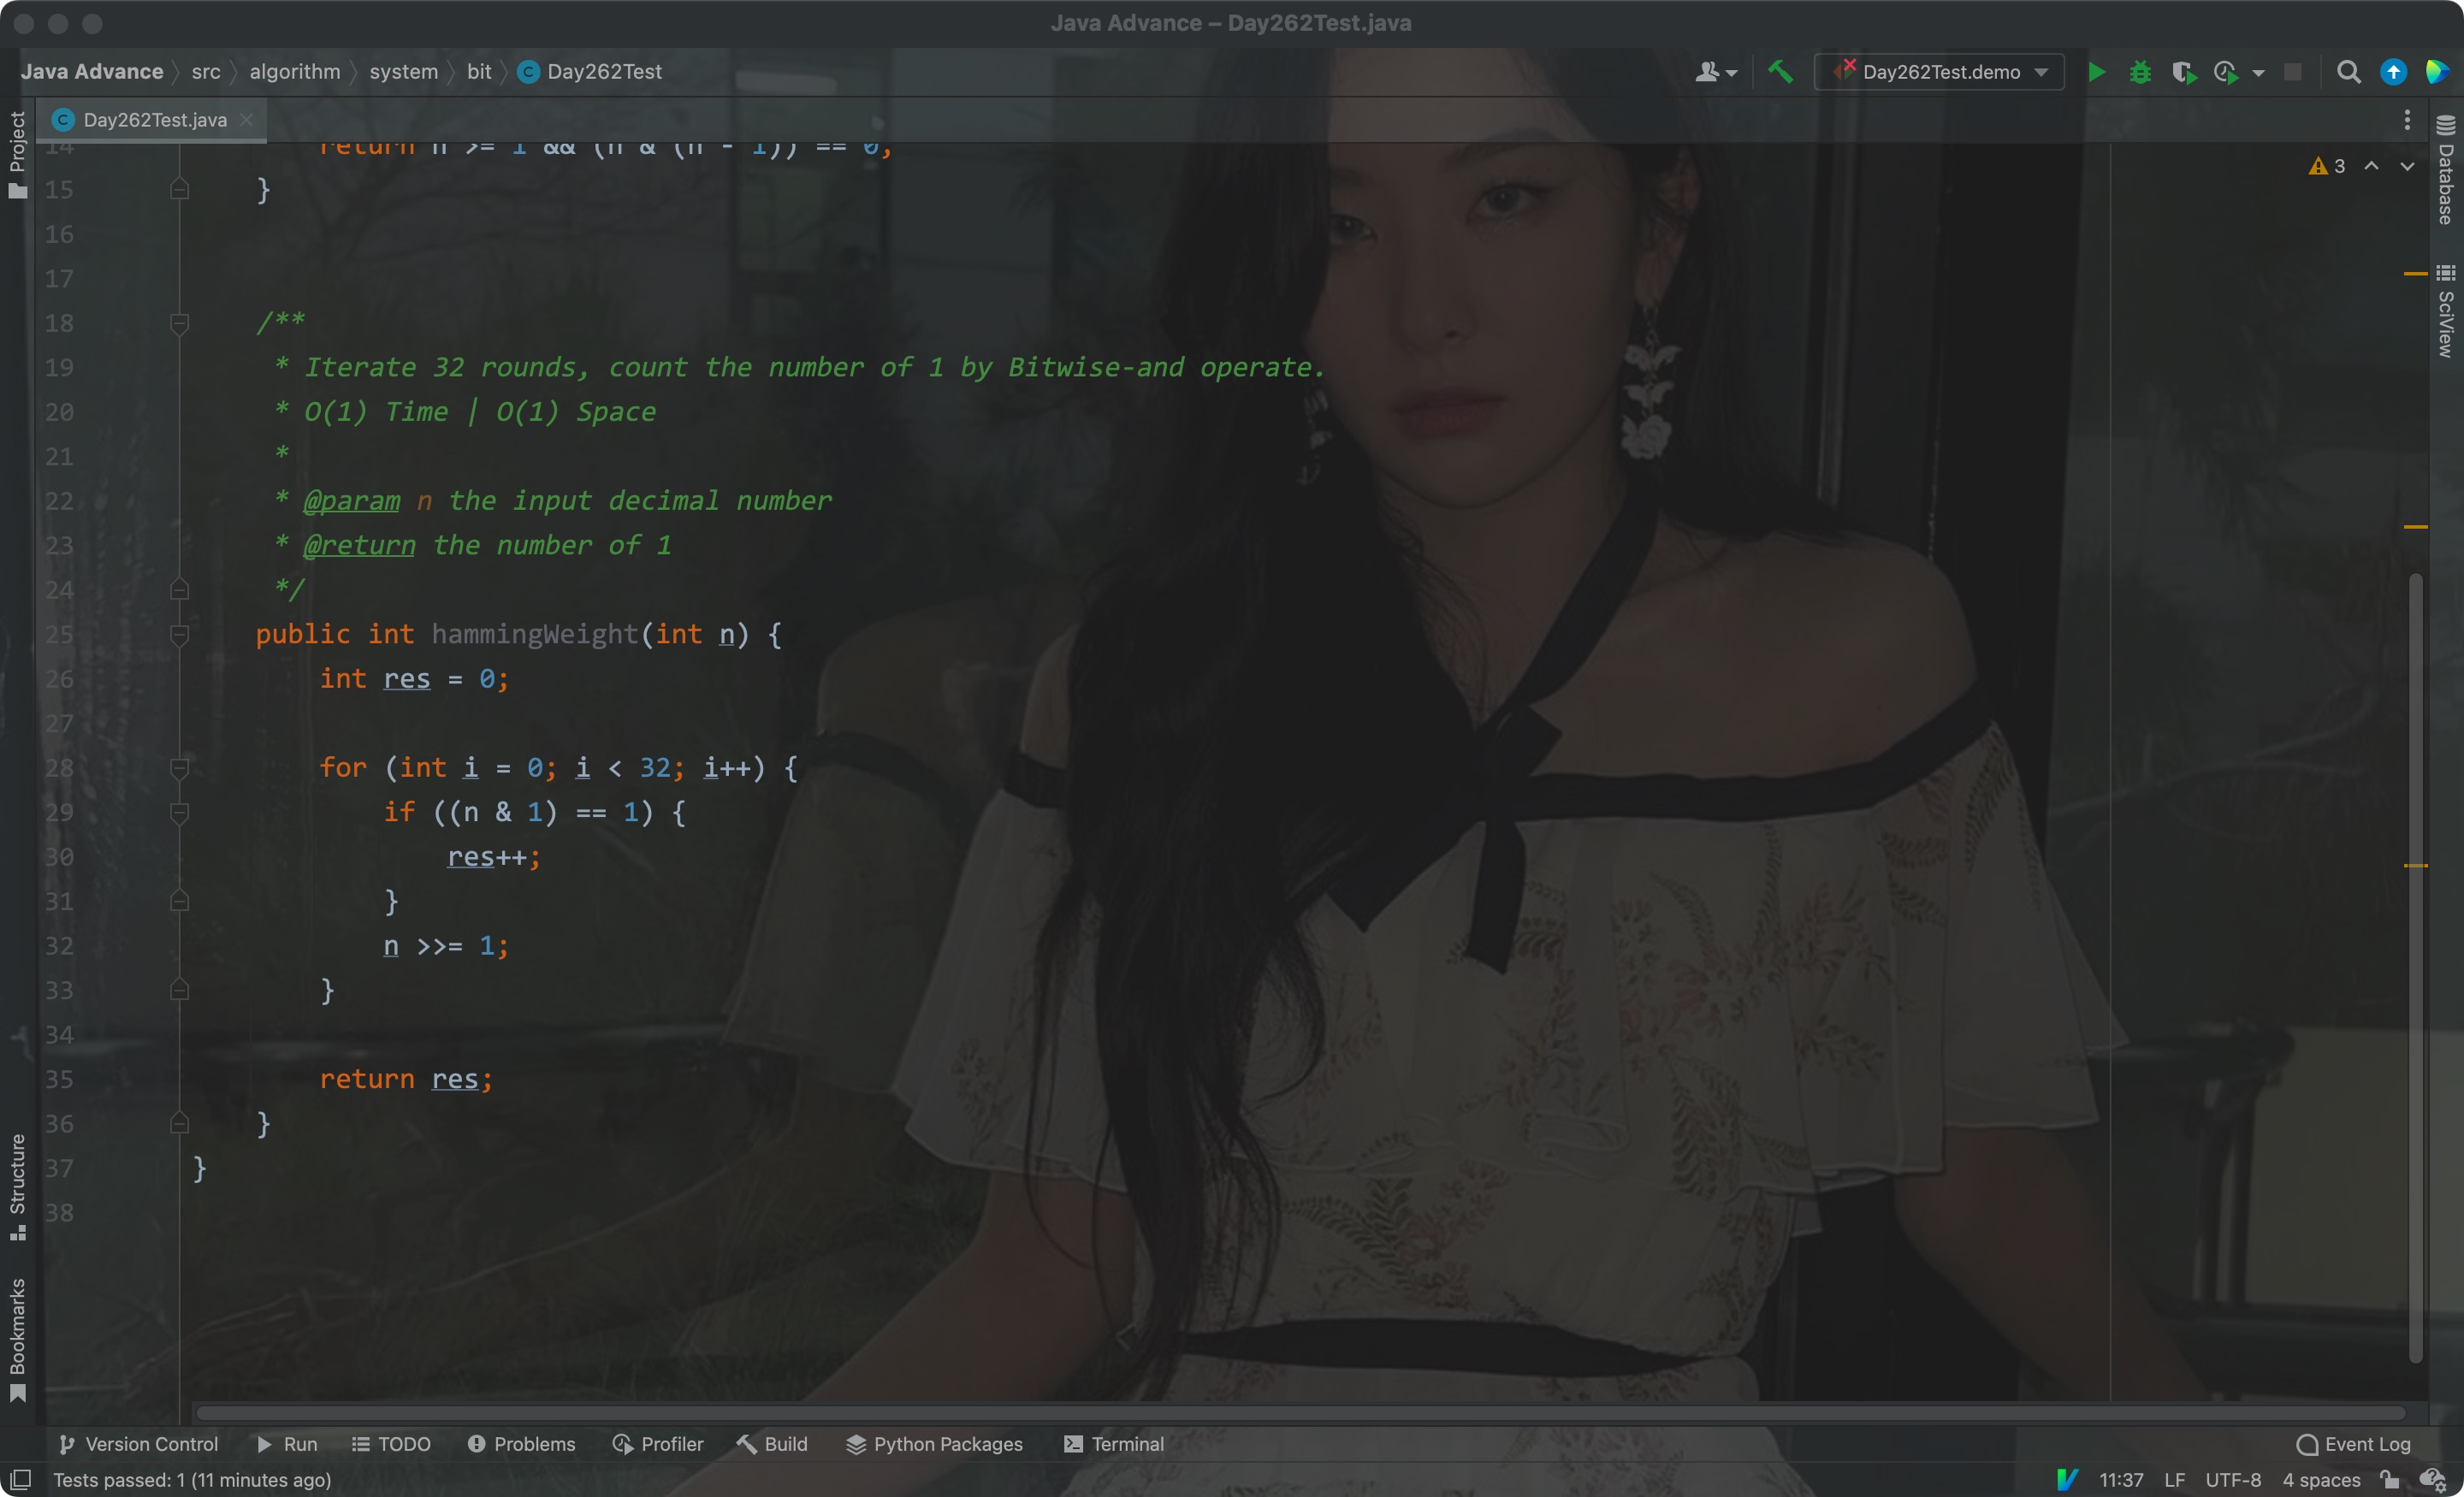 Java Advance – Day262Test.java
Java Advance src algorithm system bit C Day262Test
Day262Test.demo
C Day262Test.java
3
Project
Structure
Bookmarks
Database
SciView
14 return n >= 1 && (n & (n - 1)) == 0;
15 }
16
17
18 /**
19 * Iterate 32 rounds, count the number of 1 by Bitwise-and operate.
20 * O(1) Time | O(1) Space
21 *
22 * @param n the input decimal number
23 * @return the number of 1
24 */
25 public int hammingWeight(int n) {
26 int res = 0;
27
28 for (int i = 0; i < 32; i++) {
29 if ((n & 1) == 1) {
30 res++;
31 }
32 n >>= 1;
33 }
34
35 return res;
36 }
37 }
38
Version Control Run TODO Problems Profiler Build Python Packages Terminal Event Log
Tests passed: 1 (11 minutes ago) 11:37 LF UTF-8 4 spaces